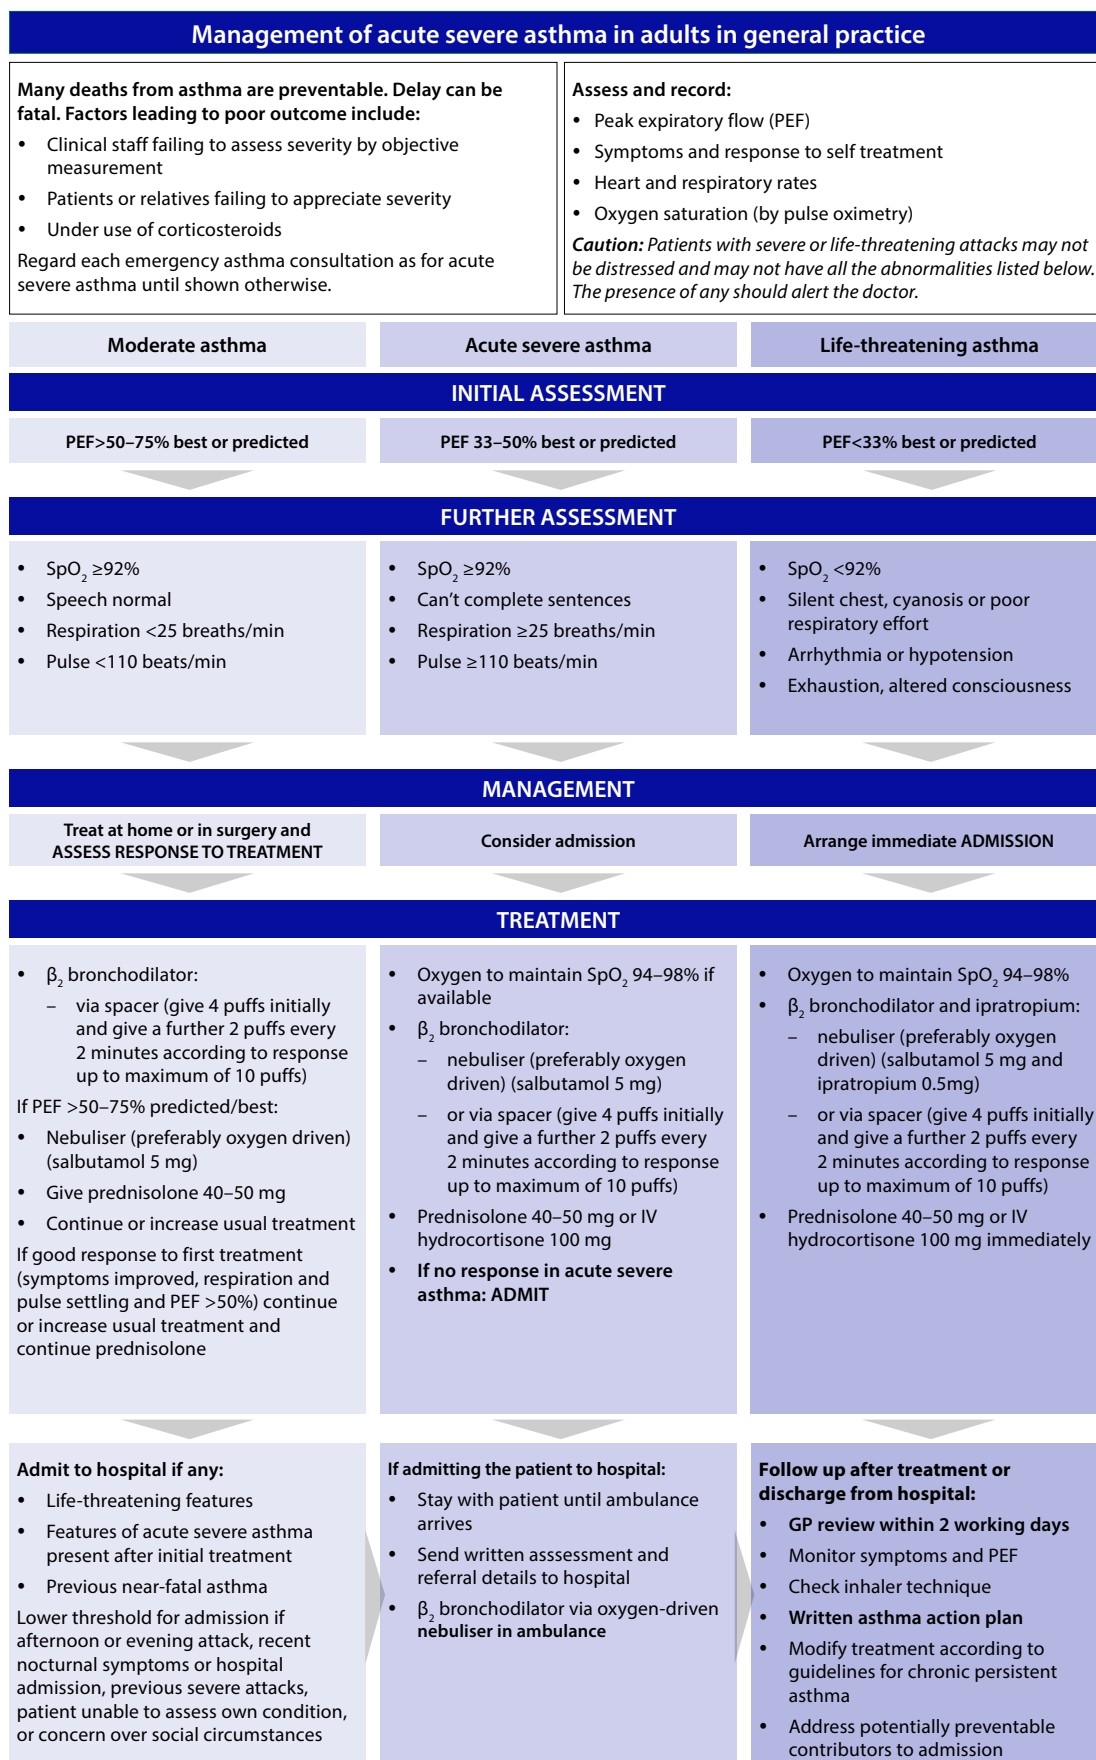 Management of acute severe asthma in adults in general practice
Many deaths from asthma are preventable. Delay can be
fatal. Factors leading to poor outcome include:
• Clinical staff failing to assess severity by objective
measurement
• Patients or relatives failing to appreciate severity
• Under use of corticosteroids
Regard each emergency asthma consultation as for acute
severe asthma until shown otherwise.
Assess and record:
• Peak expiratory flow (PEF)
• Symptoms and response to self treatment
• Heart and respiratory rates
• Oxygen saturation (by pulse oximetry)
Caution: Patients with severe or life-threatening attacks may not
be distressed and may not have all the abnormalities listed below.
The presence of any should alert the doctor.
Moderate asthma
Acute severe asthma
Life-threatening asthma
INITIAL ASSESSMENT
PEF>50–75% best or predicted
PEF 33–50% best or predicted
PEF<33% best or predicted
FURTHER ASSESSMENT
• SpO₂ ≥92%
• Speech normal
• Respiration <25 breaths/min
• Pulse <110 beats/min
• SpO₂ ≥92%
• Can't complete sentences
• Respiration ≥25 breaths/min
• Pulse ≥110 beats/min
• SpO₂ <92%
• Silent chest, cyanosis or poor
respiratory effort
• Arrhythmia or hypotension
• Exhaustion, altered consciousness
MANAGEMENT
Treat at home or in surgery and
ASSESS RESPONSE TO TREATMENT
Consider admission
Arrange immediate ADMISSION
TREATMENT
• β₂ bronchodilator:
– via spacer (give 4 puffs initially
and give a further 2 puffs every
2 minutes according to response
up to maximum of 10 puffs)
If PEF >50–75% predicted/best:
• Nebuliser (preferably oxygen driven)
(salbutamol 5 mg)
• Give prednisolone 40–50 mg
• Continue or increase usual treatment
If good response to first treatment
(symptoms improved, respiration and
pulse settling and PEF >50%) continue
or increase usual treatment and
continue prednisolone
• Oxygen to maintain SpO₂ 94–98% if
available
• β₂ bronchodilator:
– nebuliser (preferably oxygen
driven) (salbutamol 5 mg)
– or via spacer (give 4 puffs initially
and give a further 2 puffs every
2 minutes according to response
up to maximum of 10 puffs)
• Prednisolone 40–50 mg or IV
hydrocortisone 100 mg
• If no response in acute severe
asthma: ADMIT
• Oxygen to maintain SpO₂ 94–98%
• β₂ bronchodilator and ipratropium:
– nebuliser (preferably oxygen
driven) (salbutamol 5 mg and
ipratropium 0.5mg)
– or via spacer (give 4 puffs initially
and give a further 2 puffs every
2 minutes according to response
up to maximum of 10 puffs)
• Prednisolone 40–50 mg or IV
hydrocortisone 100 mg immediately
Admit to hospital if any:
• Life-threatening features
• Features of acute severe asthma
present after initial treatment
• Previous near-fatal asthma
Lower threshold for admission if
afternoon or evening attack, recent
nocturnal symptoms or hospital
admission, previous severe attacks,
patient unable to assess own condition,
or concern over social circumstances
If admitting the patient to hospital:
• Stay with patient until ambulance
arrives
• Send written asssessment and
referral details to hospital
• β₂ bronchodilator via oxygen-driven
nebuliser in ambulance
Follow up after treatment or
discharge from hospital:
• GP review within 2 working days
• Monitor symptoms and PEF
• Check inhaler technique
• Written asthma action plan
• Modify treatment according to
guidelines for chronic persistent
asthma
• Address potentially preventable
contributors to admission